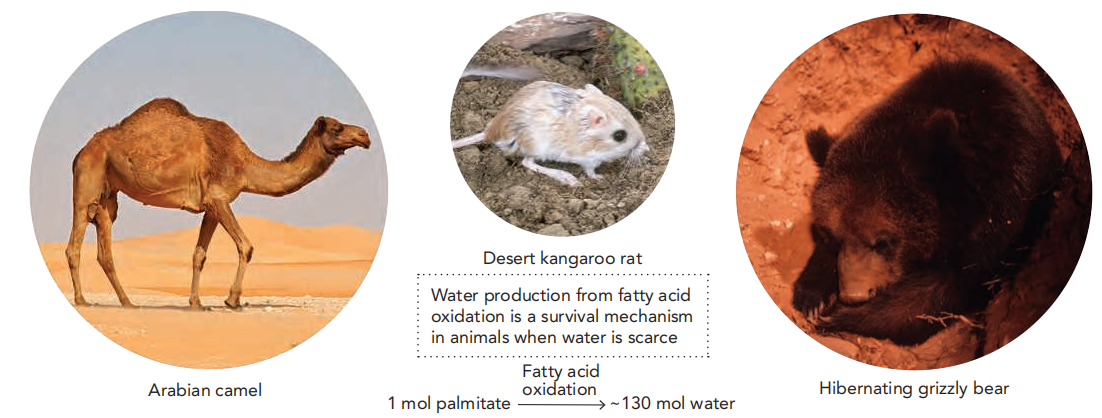 Desert kangaroo rat
Water production from fatty acid
oxidation is a survival mechanism
in animals when water is scarce
Arabian camel
Hibernating grizzly bear
Fatty acid
oxidation
1 mol palmitate → ~130 mol water